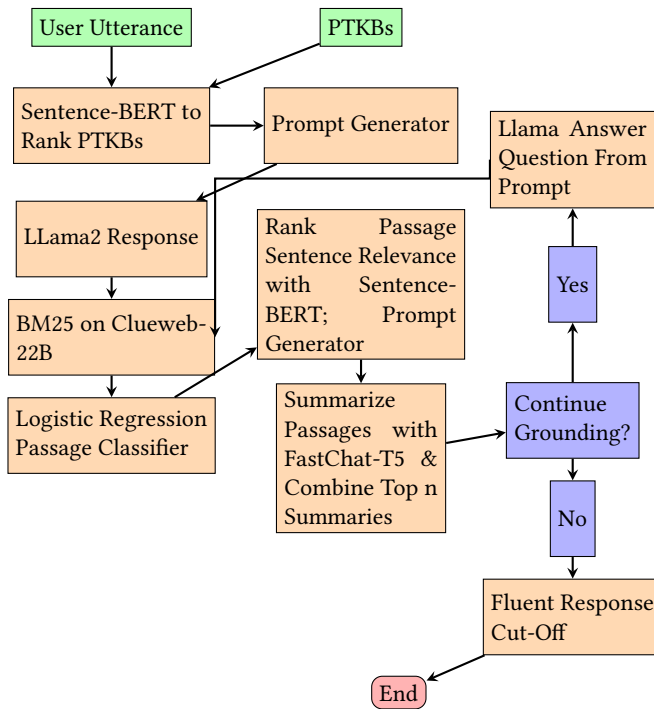 User Utterance
PTKBs
Sentence-BERT to
Rank PTKBs
Prompt Generator
Llama Answer
Question From
Prompt
LLama2 Response
Rank Passage
Sentence Relevance
with Sentence-
BERT; Prompt
Generator
Yes
BM25 on Clueweb-
22B
Logistic Regression
Passage Classifier
Summarize
Passages with
FastChat-T5 &
Combine Top n
Summaries
Continue
Grounding?
No
Fluent Response
Cut-Off
End